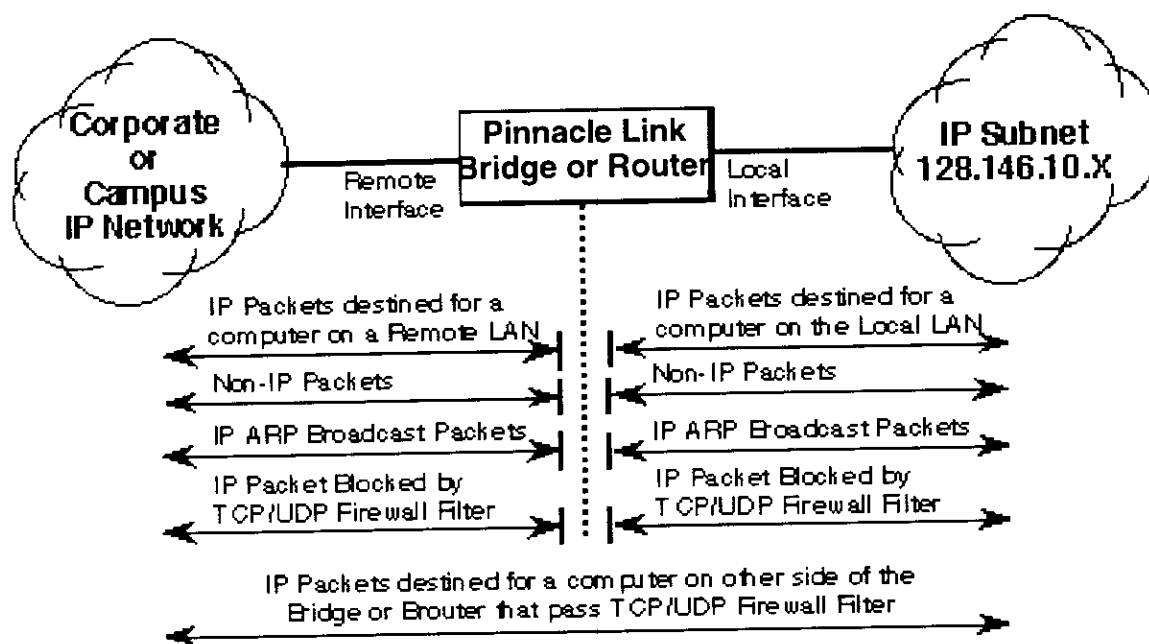 Corporate
or
Campus
IP Network
Pinnacle Link
Bridge or Router
IP Subnet
128.146.10.X
Remote
Interface
Local
Interface
IP Packets destined for a
computer on a Remote LAN
Non-IP Packets
IP ARP Broadcast Packets
IP Packet Blocked by
TCP/UDP Firewall Filter
IP Packets destined for a
computer on the Local LAN
Non-IP Packets
IP ARP Broadcast Packets
IP Packet Blocked by
TCP/UDP Firewall Filter
IP Packets destined for a computer on other side of the
Bridge or Brouter that pass TCP/UDP Firewall Filter